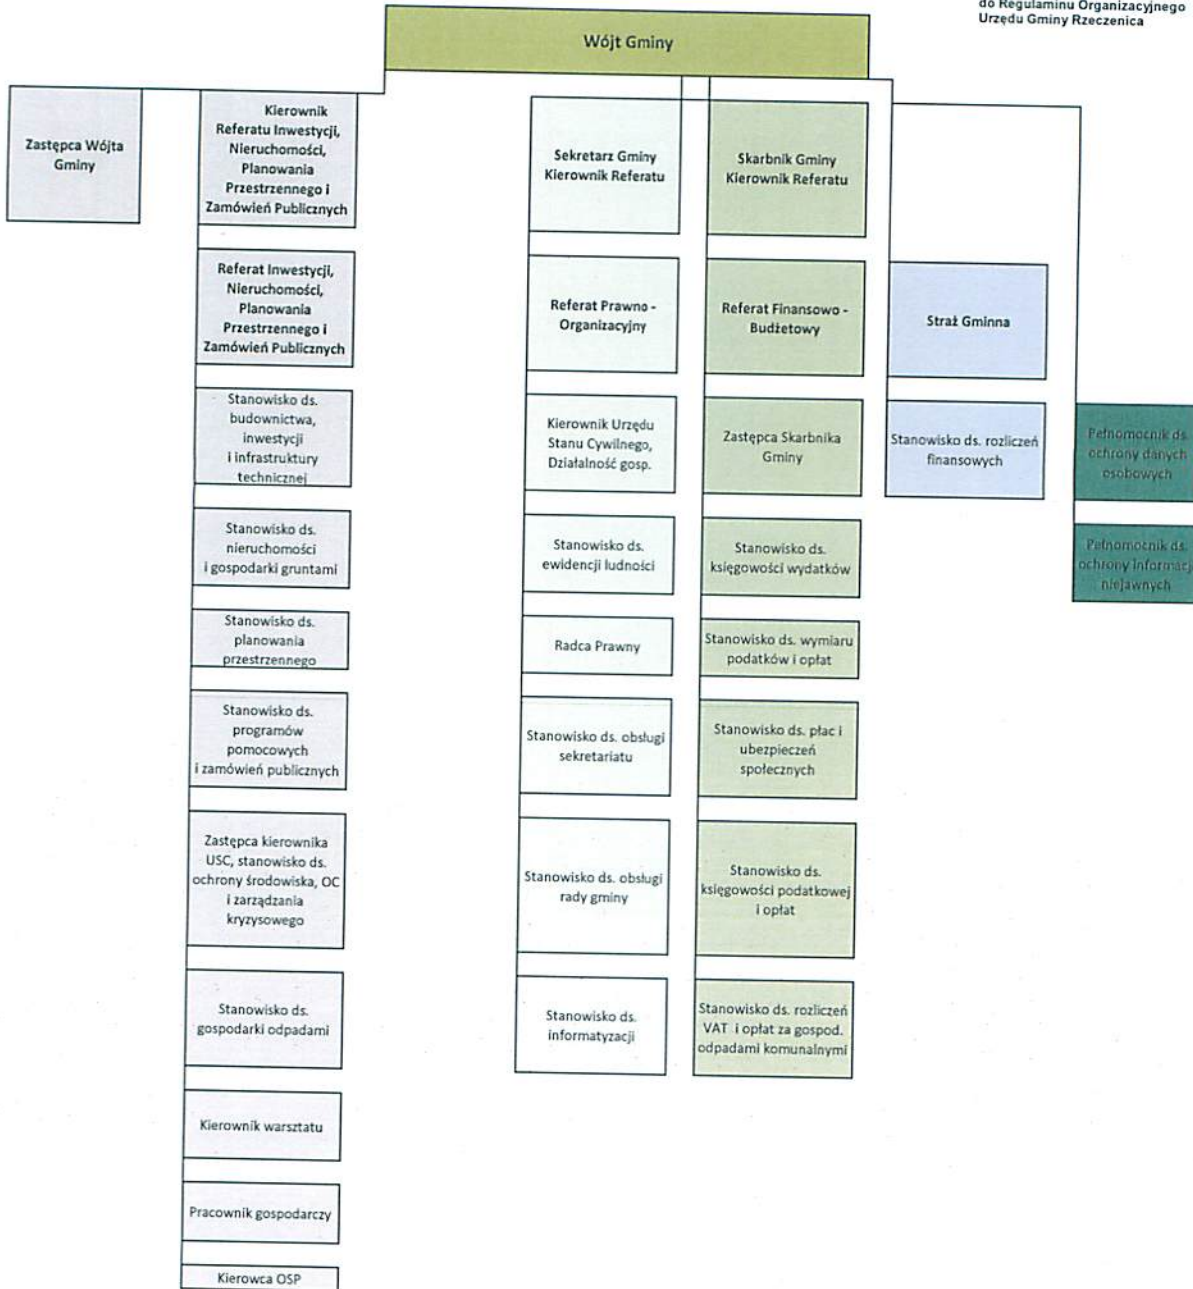 do Regulaminu Organizacyjnego
Urzędu Gminy Rzeczenica
Wójt Gminy
Zastępca Wójta
Gminy
Kierownik
Referatu Inwestycji,
Nieruchomości,
Planowania
Przestrzennego i
Zamówień Publicznych
Sekretarz Gminy
Kierownik Referatu
Skarbnik Gminy
Kierownik Referatu
Referat Inwestycji,
Nieruchomości,
Planowania
Przestrzennego i
Zamówień Publicznych
Referat Prawno -
Organizacyjny
Referat Finansowo -
Budżetowy
Straż Gminna
Stanowisko ds.
budownictwa,
inwestycji
i infrastruktury
technicznej
Kierownik Urzędu
Stanu Cywilnego,
Działalność gosp.
Zastępca Skarbnika
Gminy
Stanowisko ds. rozliczeń
finansowych
Pełnomocnik ds.
ochrony danych
osobowych
Stanowisko ds.
nieruchomości
i gospodarki gruntami
Stanowisko ds.
ewidencji ludności
Stanowisko ds.
księgowości wydatków
Pełnomocnik ds.
ochrony informacji
niejawnych
Stanowisko ds.
planowania
przestrzennego
Radca Prawny
Stanowisko ds. wymiaru
podatków i opłat
Stanowisko ds.
programów
pomocowych
i zamówień publicznych
Stanowisko ds. obsługi
sekretariatu
Stanowisko ds. płac i
ubezpieczeń
społecznych
Zastępca kierownika
USC, stanowisko ds.
ochrony środowiska, OC
i zarządzania
kryzysowego
Stanowisko ds. obsługi
rady gminy
Stanowisko ds.
księgowości podatkowej
i opłat
Stanowisko ds.
gospodarki odpadami
Stanowisko ds.
informatyzacji
Stanowisko ds. rozliczeń
VAT i opłat za gospod.
odpadami komunalnymi
Kierownik warsztatu
Pracownik gospodarczy
Kierowca OSP